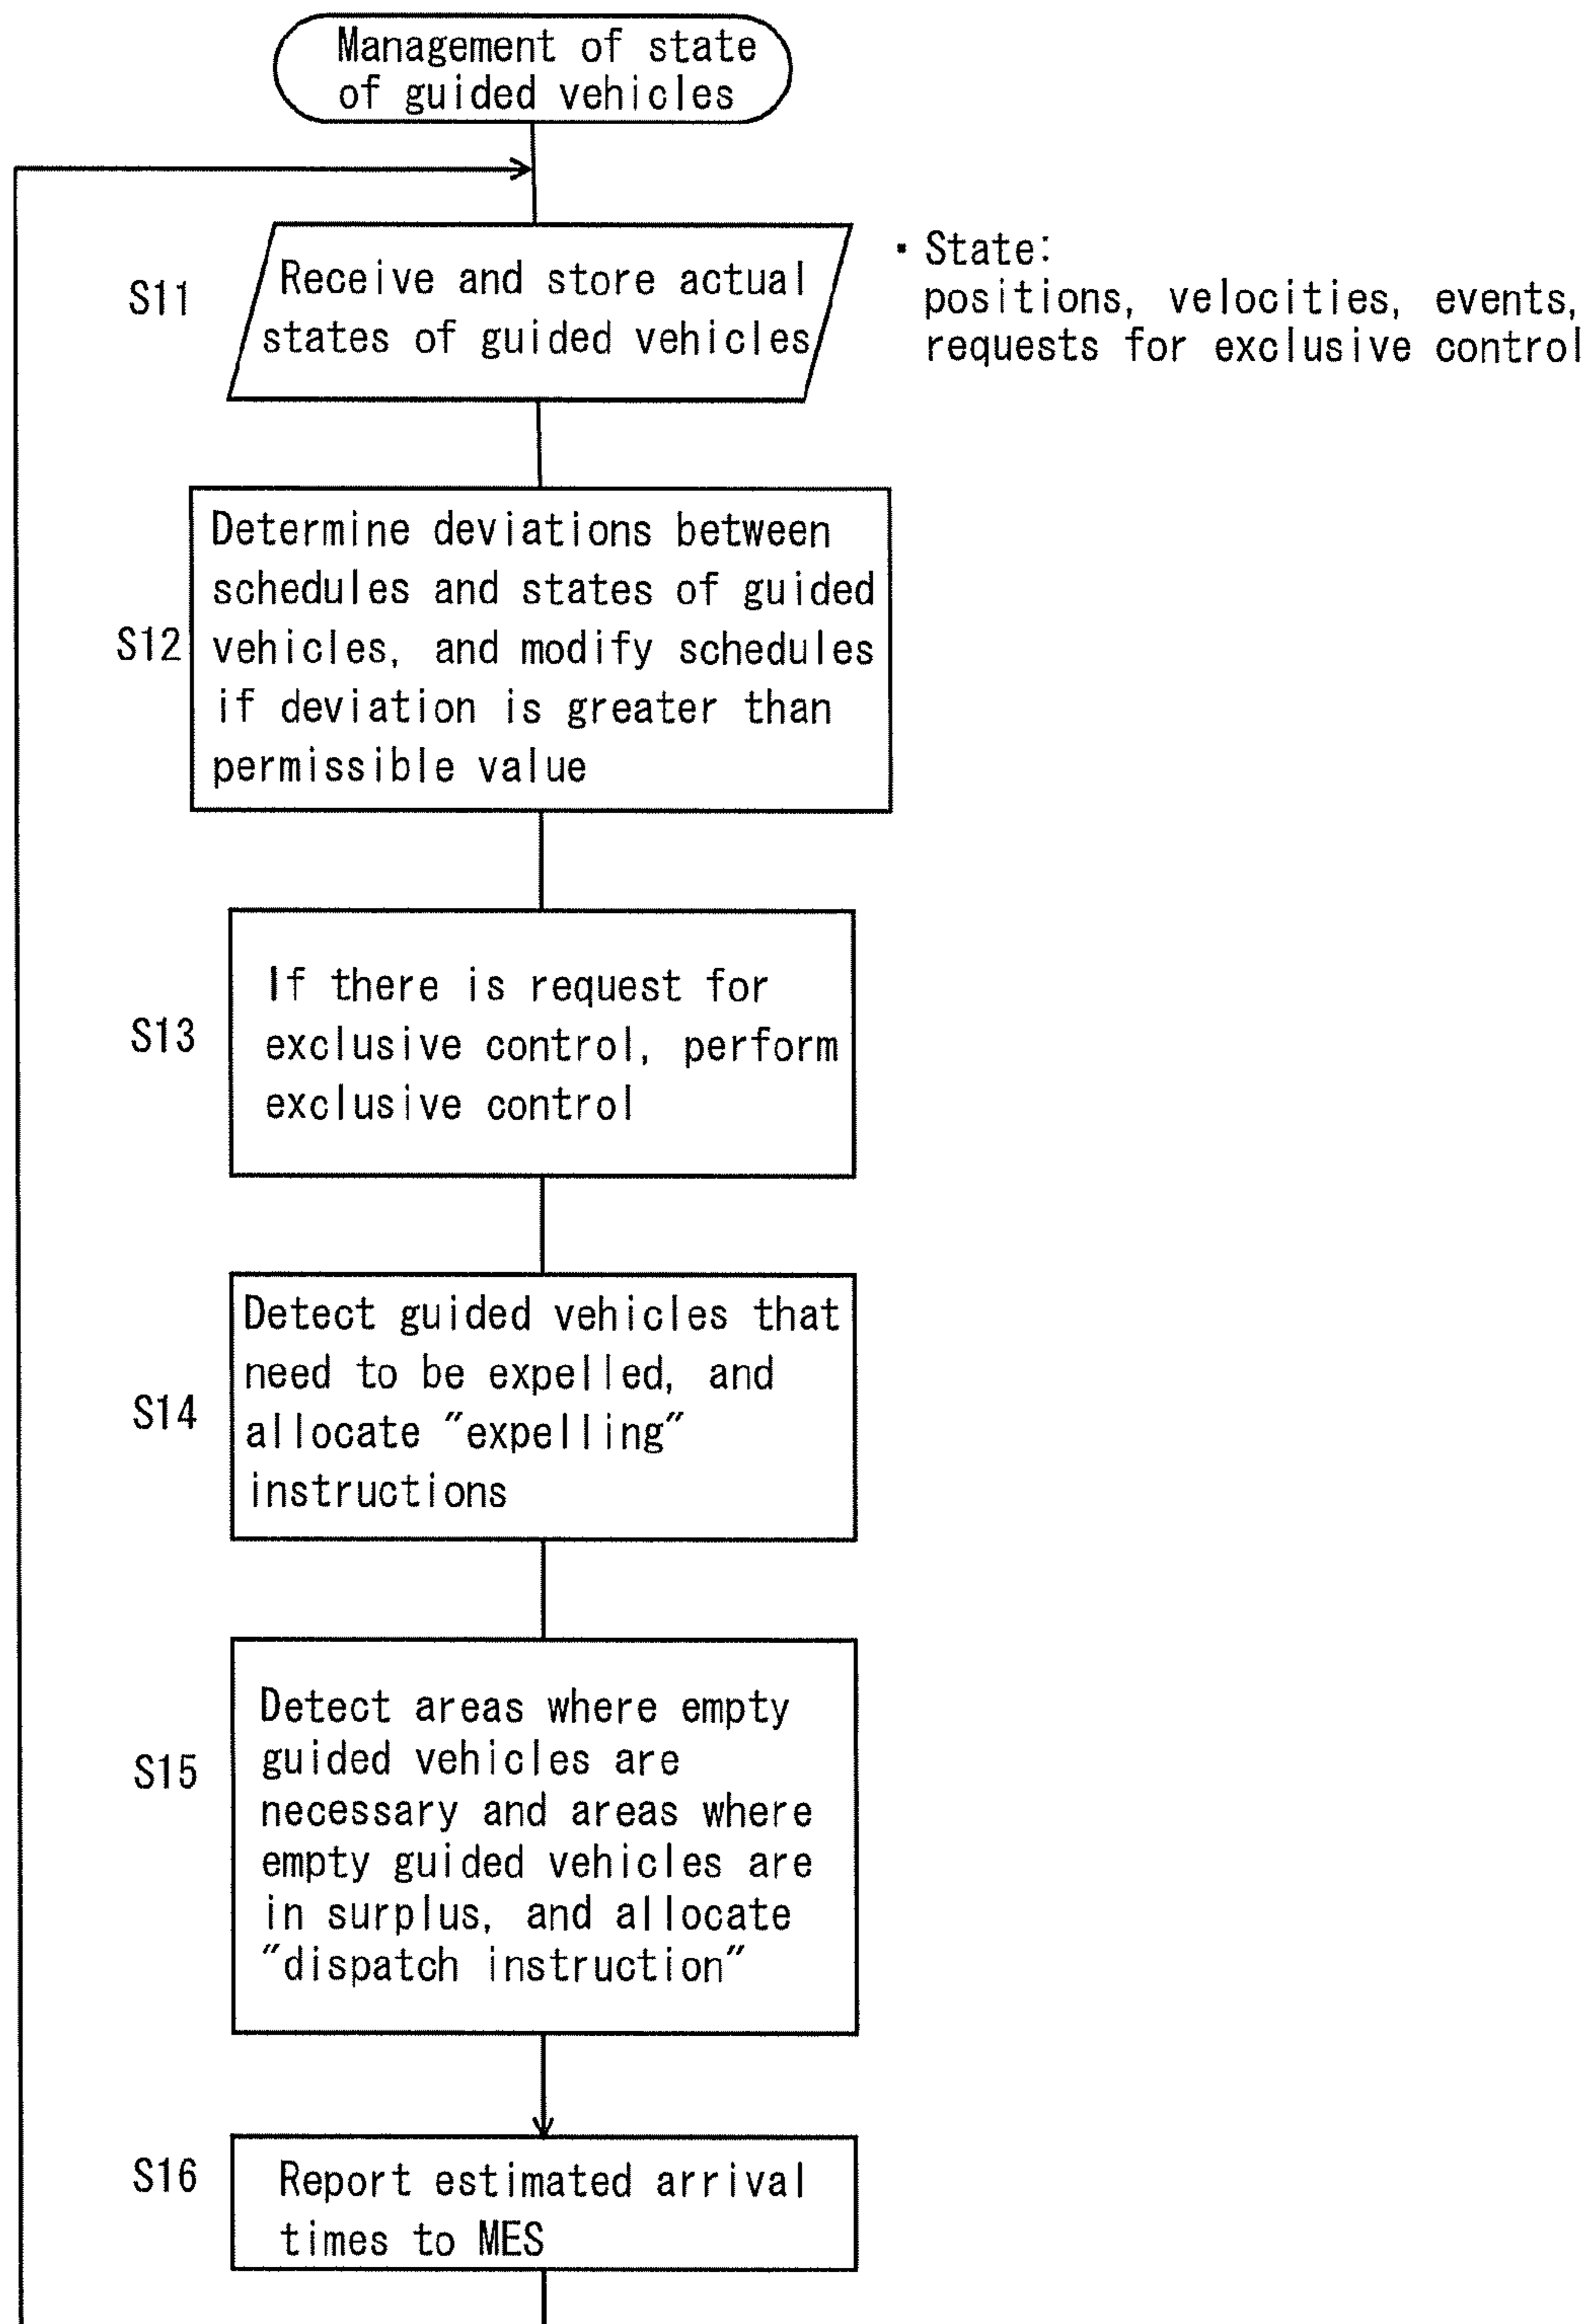 Management of state
of guided vehicles
S11
Receive and store actual
states of guided vehicles
・State:
positions, velocities, events,
requests for exclusive control
S12
Determine deviations between
schedules and states of guided
vehicles, and modify schedules
if deviation is greater than
permissible value
S13
If there is request for
exclusive control, perform
exclusive control
S14
Detect guided vehicles that
need to be expelled, and
allocate ″expelling″
instructions
S15
Detect areas where empty
guided vehicles are
necessary and areas where
empty guided vehicles are
in surplus, and allocate
″dispatch instruction″
S16
Report estimated arrival
times to MES